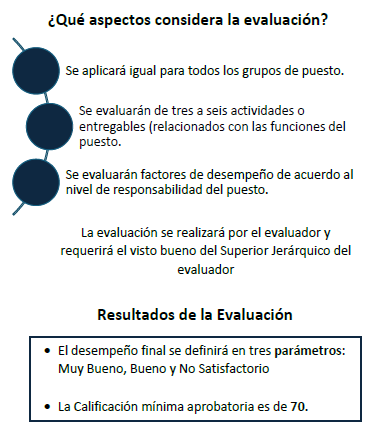 ¿Qué aspectos considera la evaluación?
Se aplicará igual para todos los grupos de puesto.
Se evaluarán de tres a seis actividades o
entregables (relacionados con las funciones del
puesto.
Se evaluarán factores de desempeño de acuerdo al
nivel de responsabilidad del puesto.
La evaluación se realizará por el evaluador y
requerirá el visto bueno del Superior Jerárquico del
evaluador
Resultados de la Evaluación
• El desempeño final se definirá en tres parámetros:
Muy Bueno, Bueno y No Satisfactorio
• La Calificación mínima aprobatoria es de 70.